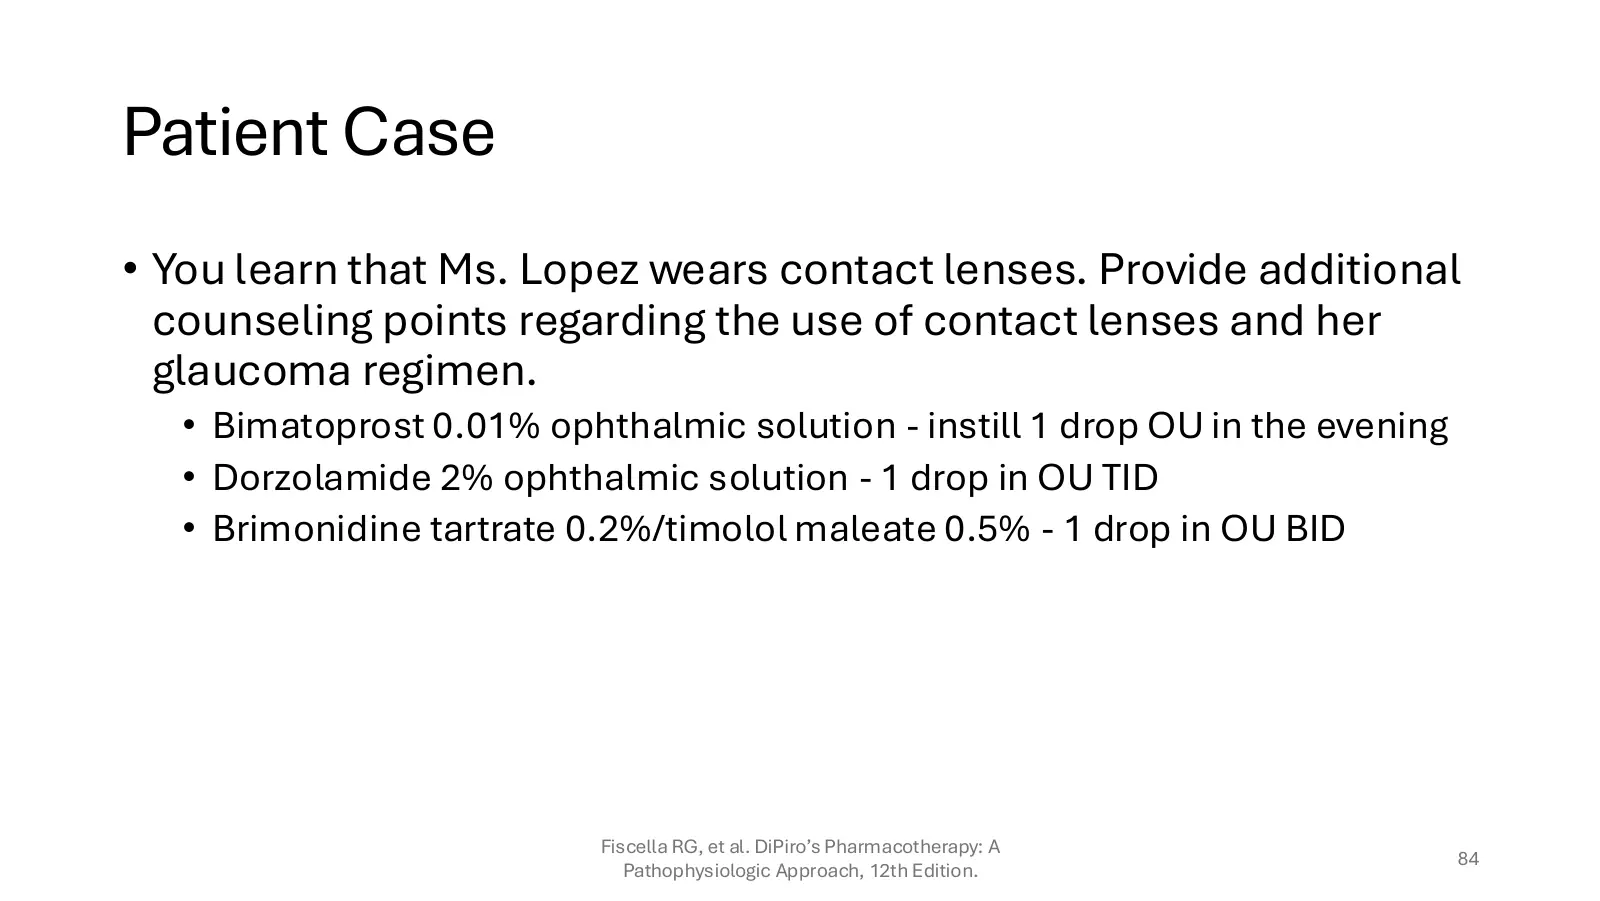 Patient Case
• You learn that Ms. Lopez wears contact lenses. Provide additional
counseling points regarding the use of contact lenses and her
glaucoma regimen.
• Bimatoprost 0.01% ophthalmic solution - instill 1 drop OU in the evening
• Dorzolamide 2% ophthalmic solution - 1 drop in OU TID
• Brimonidine tartrate 0.2%/timolol maleate 0.5% - 1 drop in OU BID
Fiscella RG, et al. DiPiro’s Pharmacotherapy: A
Pathophysiologic Approach, 12th Edition.
84